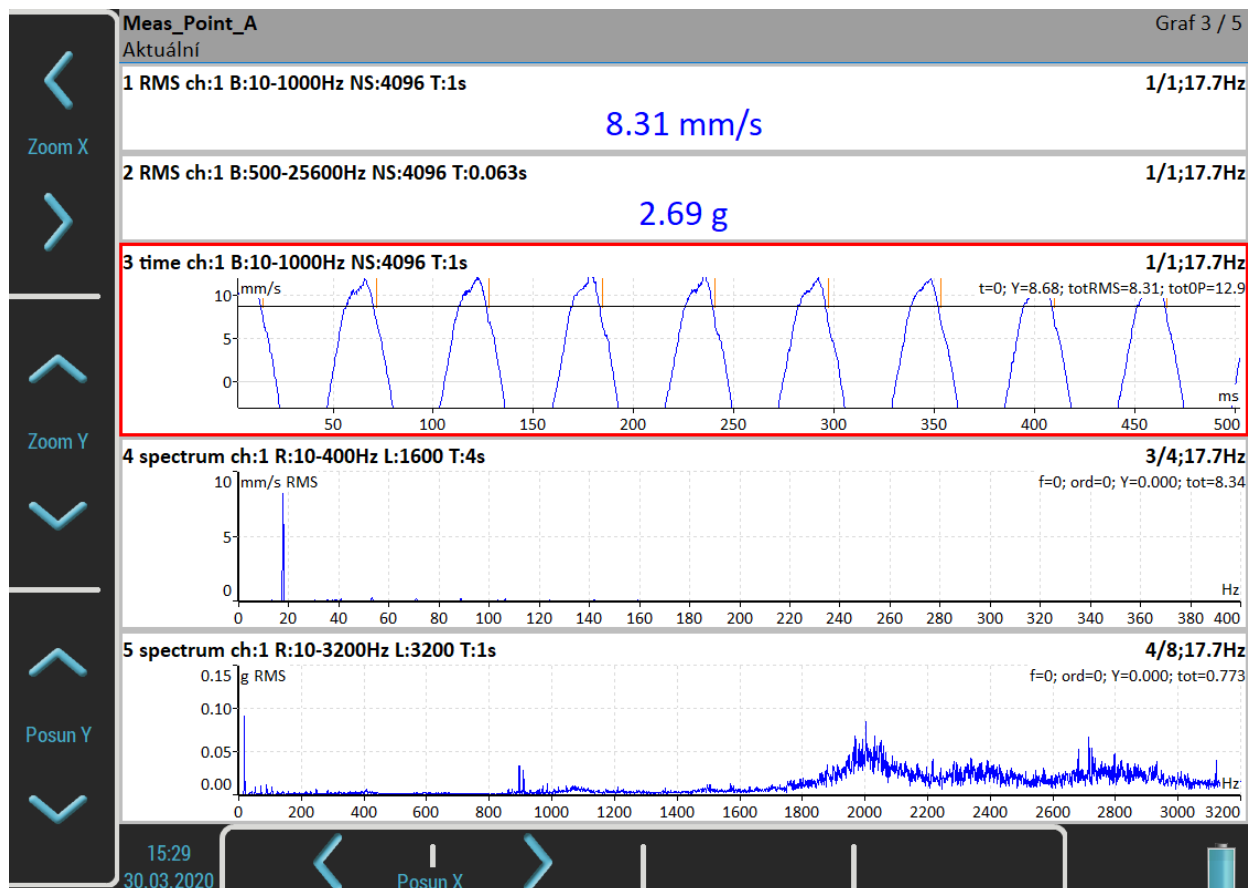 Meas_Point_A
Graf 3 / 5
Aktuální
Zoom X
Zoom Y
Posun Y
1 RMS ch:1 B:10-1000Hz NS:4096 T:1s
1/1;17.7Hz
8.31 mm/s
2 RMS ch:1 B:500-25600Hz NS:4096 T:0.063s
1/1;17.7Hz
2.69 g
3 time ch:1 B:10-1000Hz NS:4096 T:1s
1/1;17.7Hz
mm/s
t=0; Y=8.68; totRMS=8.31; tot0P=12.9
10
5
0
ms
50 100 150 200 250 300 350 400 450 500
4 spectrum ch:1 R:10-400Hz L:1600 T:4s
3/4;17.7Hz
10 mm/s RMS
f=0; ord=0; Y=0.000; tot=8.34
5
0
Hz
0 20 40 60 80 100 120 140 160 180 200 220 240 260 280 300 320 340 360 380 400
5 spectrum ch:1 R:10-3200Hz L:3200 T:1s
4/8;17.7Hz
0.15 g RMS
f=0; ord=0; Y=0.000; tot=0.773
0.10
0.05
0.00
Hz
0 200 400 600 800 1000 1200 1400 1600 1800 2000 2200 2400 2600 2800 3000 3200
15:29
30.03.2020
Posun X